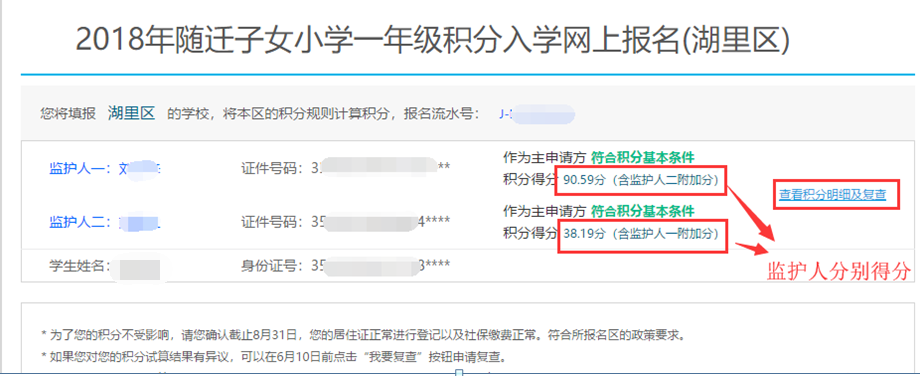 2018年随迁子女小学一年级积分入学网上报名(湖里区)
您将填报 湖里区 的学校，将本区的积分规则计算积分，报名流水号： J-
监护人一： 证件号码：3 ** 作为主申请方 符合积分基本条件
积分得分 90.59分（含监护人二附加分）
查看积分明细及复查
监护人二： 证件号码：35 4**** 作为主申请方 符合积分基本条件
积分得分 38.19分（含监护人一附加分）
学生姓名： 身份证号：35 3****
监护人分别得分
* 为了您的积分不受影响，请您确认截止8月31日，您的居住证正常进行登记以及社保缴费正常。符合所报名区的政策要求。
* 如果您对您的积分试算结果有异议，可以在6月10日前点击“我要复查”按钮申请复查。